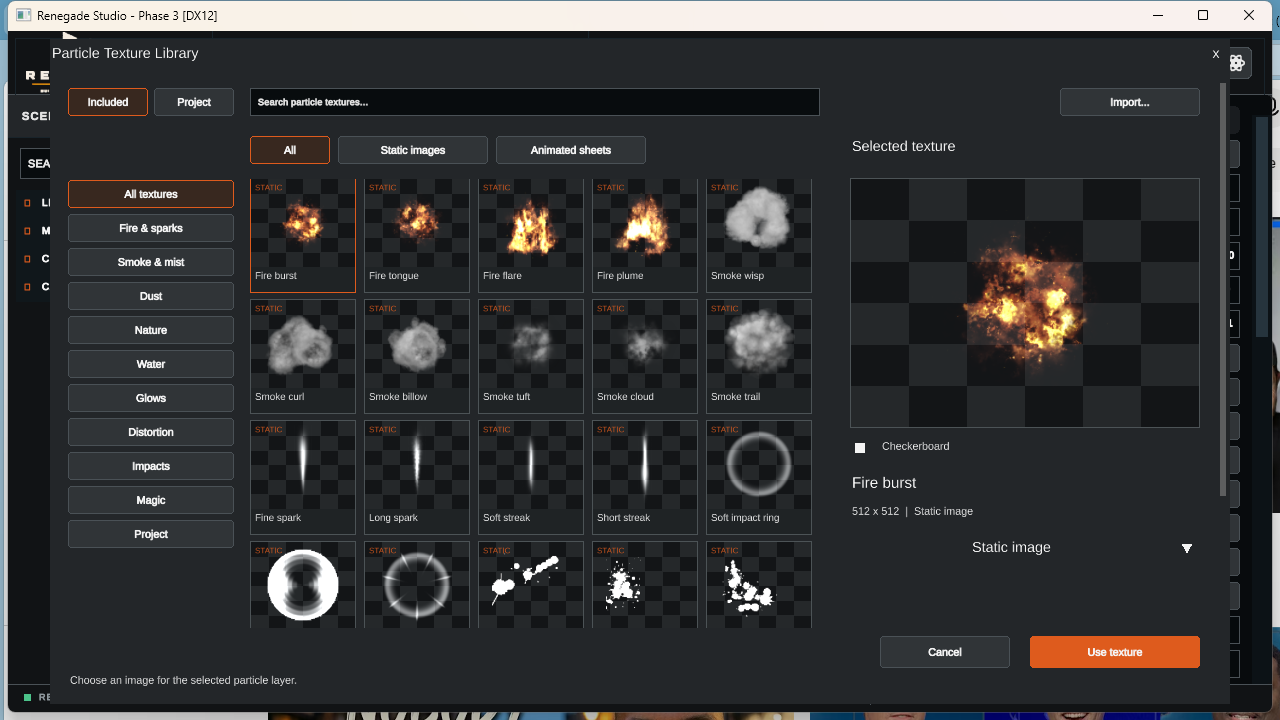 Renegade Studio - Phase 3 [DX12]
Particle Texture Library
X
Included
Project
Search particle textures...
Import...
All
Static images
Animated sheets
Selected texture
All textures
Fire & sparks
Smoke & mist
Dust
Nature
Water
Glows
Distortion
Impacts
Magic
Project
STATIC
STATIC
STATIC
STATIC
STATIC
Fire burst
Fire tongue
Fire flare
Fire plume
Smoke wisp
STATIC
STATIC
STATIC
STATIC
STATIC
Smoke curl
Smoke billow
Smoke tuft
Smoke cloud
Smoke trail
STATIC
STATIC
STATIC
STATIC
STATIC
Fine spark
Long spark
Soft streak
Short streak
Soft impact ring
STATIC
STATIC
STATIC
STATIC
STATIC
Checkerboard
Fire burst
512 x 512 | Static image
Static image
Cancel
Use texture
Choose an image for the selected particle layer.